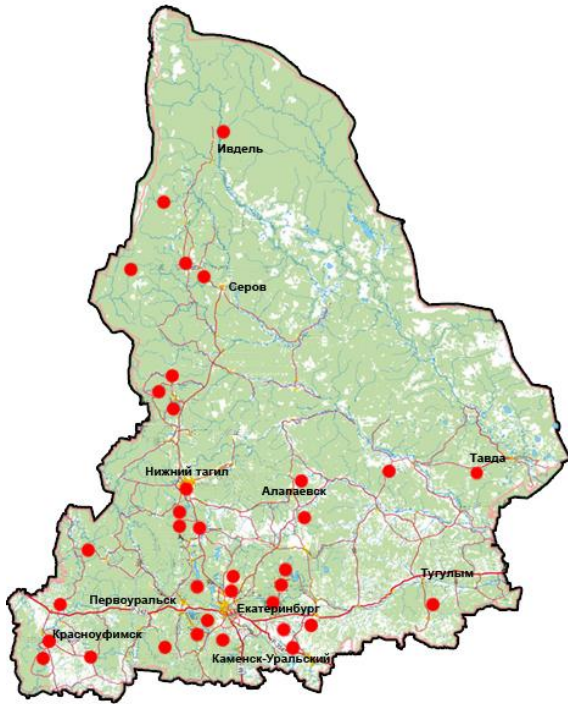 Ивдель
Серов
Тавда
Нижний тагил
Алапаевск
Тугулым
Первоуральск
Екатеринбург
Красноуфимск
Каменск-Уральский